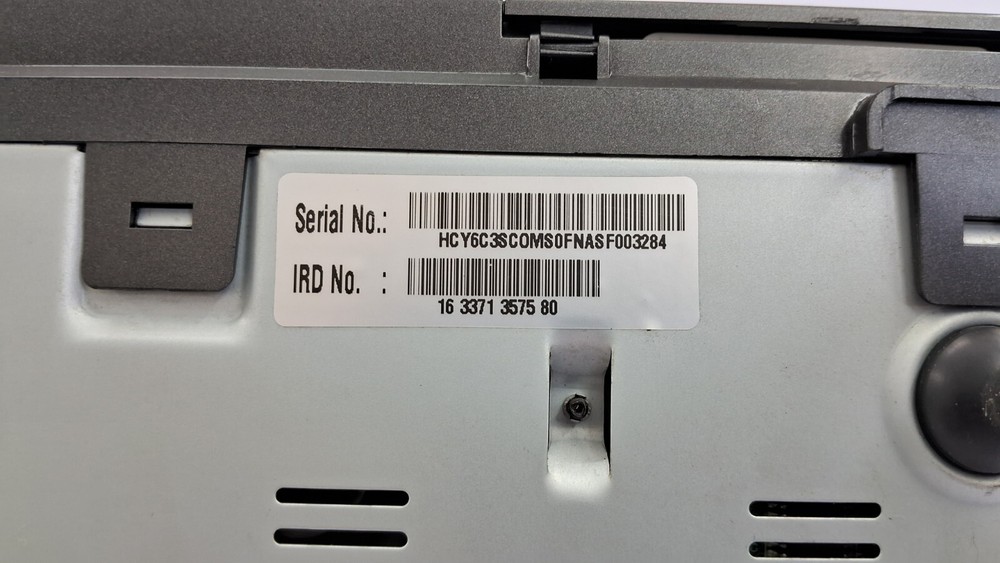 Serial No.:
HCY6C3SCOMS0FNASF003284
IRD No. :
16 3371 3575 80